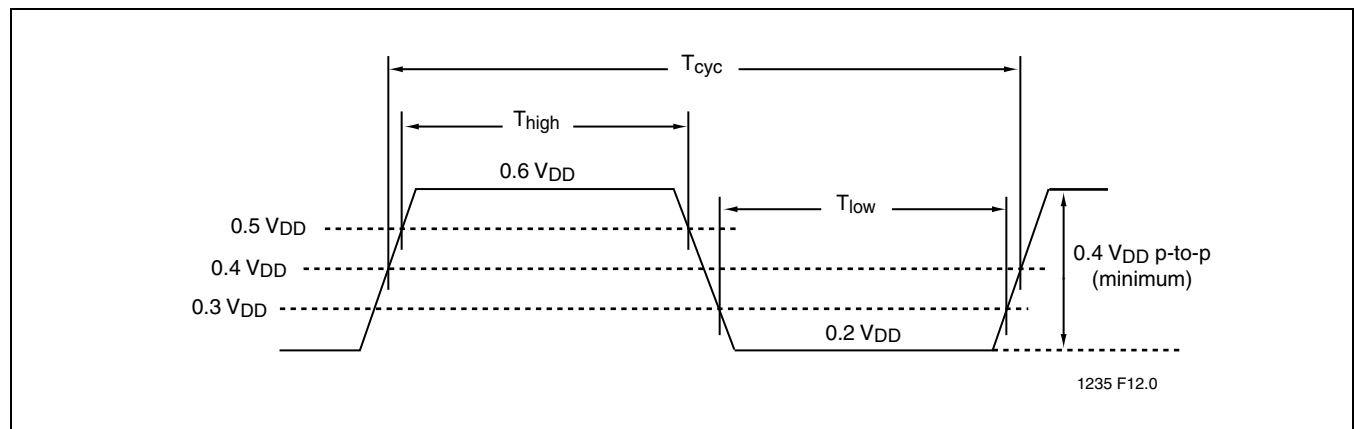 Tcyc
Thigh
0.6 VDD
Tlow
0.5 VDD
0.4 VDD p-to-p
(minimum)
0.4 VDD
0.3 VDD
0.2 VDD
1235 F12.0